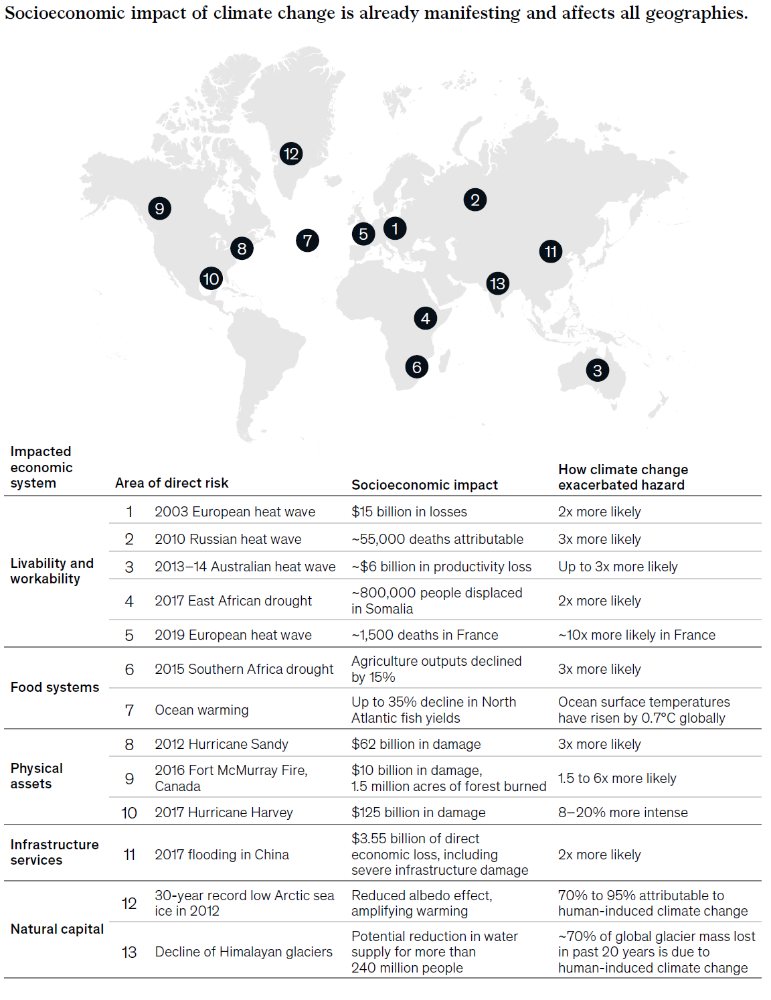 Socioeconomic impact of climate change is already manifesting and affects all geographies.
12
9
2
1
5
7
8
11
10
13
4
6
3
Impacted
economic
system
Area of direct risk
Socioeconomic impact
How climate change
exacerbated hazard
Livability and
workability
1 2003 European heat wave $15 billion in losses 2x more likely
2 2010 Russian heat wave ~55,000 deaths attributable 3x more likely
3 2013–14 Australian heat wave ~$6 billion in productivity loss Up to 3x more likely
4 2017 East African drought
~800,000 people displaced
in Somalia
2x more likely
5 2019 European heat wave ~1,500 deaths in France ~10x more likely in France
Food systems
6 2015 Southern Africa drought
Agriculture outputs declined
by 15%
3x more likely
7 Ocean warming
Up to 35% decline in North
Atlantic fish yields
Ocean surface temperatures
have risen by 0.7°C globally
Physical
assets
8 2012 Hurricane Sandy $62 billion in damage 3x more likely
9
2016 Fort McMurray Fire,
Canada
$10 billion in damage,
1.5 million acres of forest burned
1.5 to 6x more likely
10 2017 Hurricane Harvey $125 billion in damage 8–20% more intense
Infrastructure
services
11 2017 flooding in China
$3.55 billion of direct
economic loss, including
severe infrastructure damage
2x more likely
Natural capital
12
30-year record low Arctic sea
ice in 2012
Reduced albedo effect,
amplifying warming
70% to 95% attributable to
human-induced climate change
13 Decline of Himalayan glaciers
Potential reduction in water
supply for more than
240 million people
~70% of global glacier mass lost
in past 20 years is due to
human-induced climate change